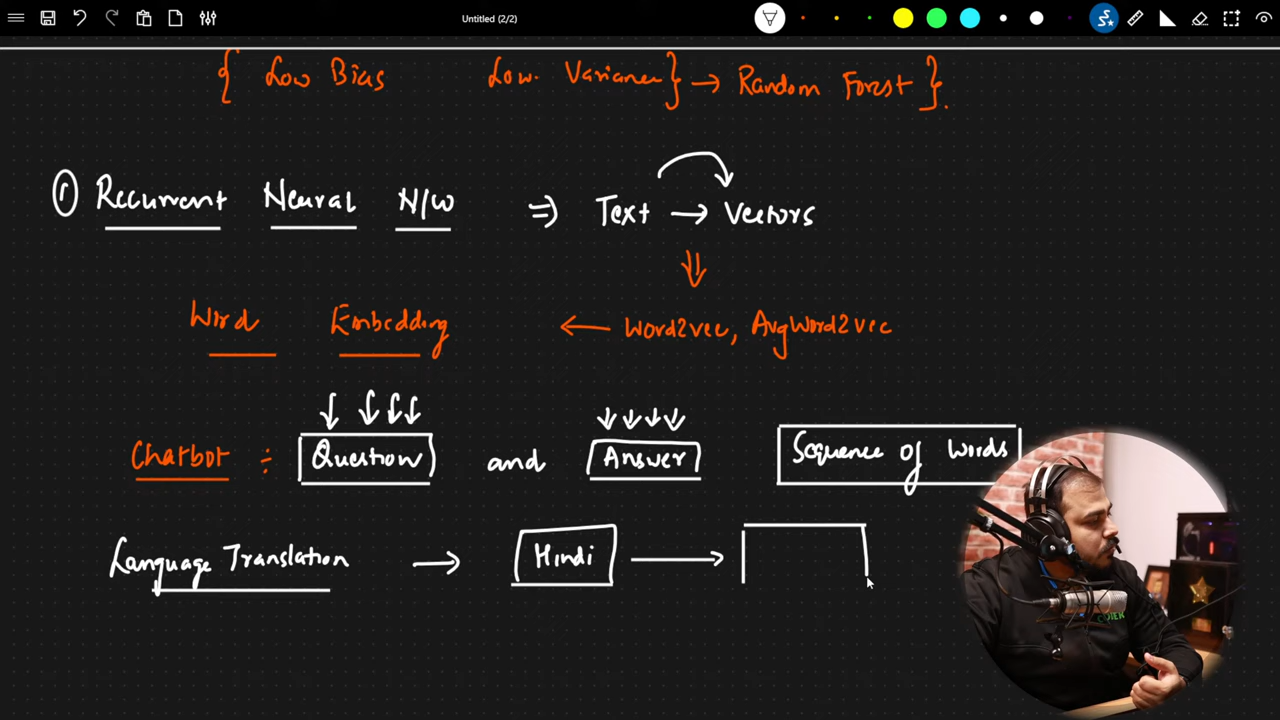 Untitled (2/2)
{ Low Bias Low Variance } → Random Forest }.
① Recurrent Neural N/W ⇒ Text → Vectors
Word Embedding ← Word2vec, AvgWord2vec
Chatbot ÷ Question and Answer Sequence of Words
Language Translation → Hindi →